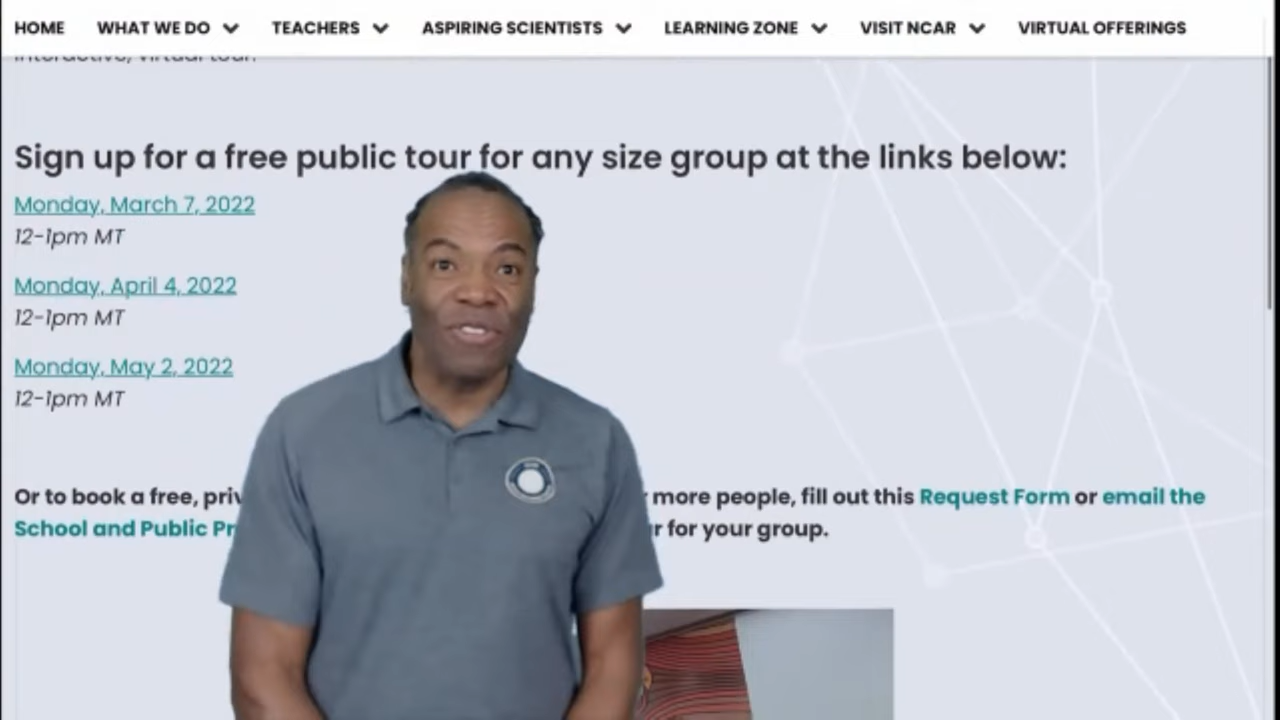 HOME WHAT WE DO TEACHERS ASPIRING SCIENTISTS LEARNING ZONE VISIT NCAR VIRTUAL OFFERINGS
interactive, virtual tour.
Sign up for a free public tour for any size group at the links below:
Monday, March 7, 2022
12-1pm MT
Monday, April 4, 2022
12-1pm MT
Monday, May 2, 2022
12-1pm MT
Or to book a free, more people, fill out this Request Form or email the
School and Public for your group.